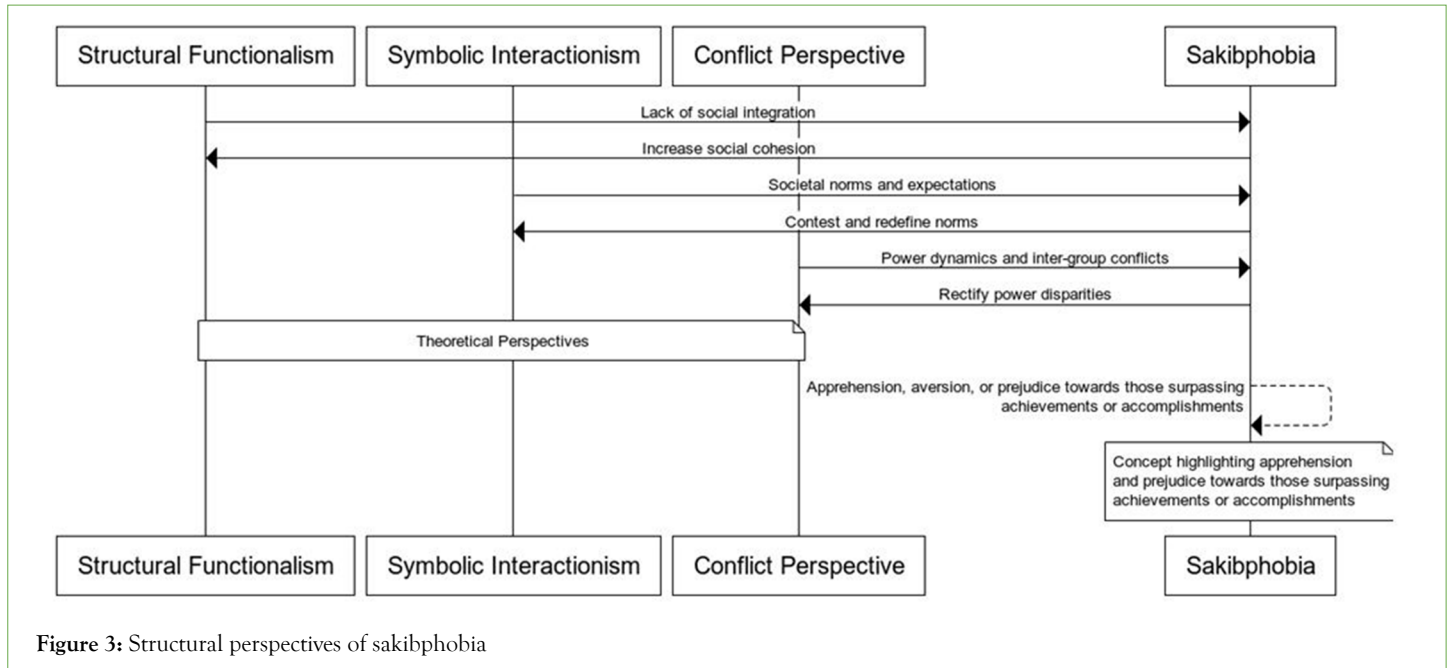 Structural Functionalism
Symbolic Interactionism
Conflict Perspective
Sakibphobia
Lack of social integration
Increase social cohesion
Societal norms and expectations
Contest and redefine norms
Power dynamics and inter-group conflicts
Rectify power disparities
Theoretical Perspectives
Apprehension, aversion, or prejudice towards those surpassing
achievements or accomplishments
Concept highlighting apprehension
and prejudice towards those surpassing
achievements or accomplishments
Structural Functionalism
Symbolic Interactionism
Conflict Perspective
Sakibphobia
Figure 3: Structural perspectives of sakibphobia